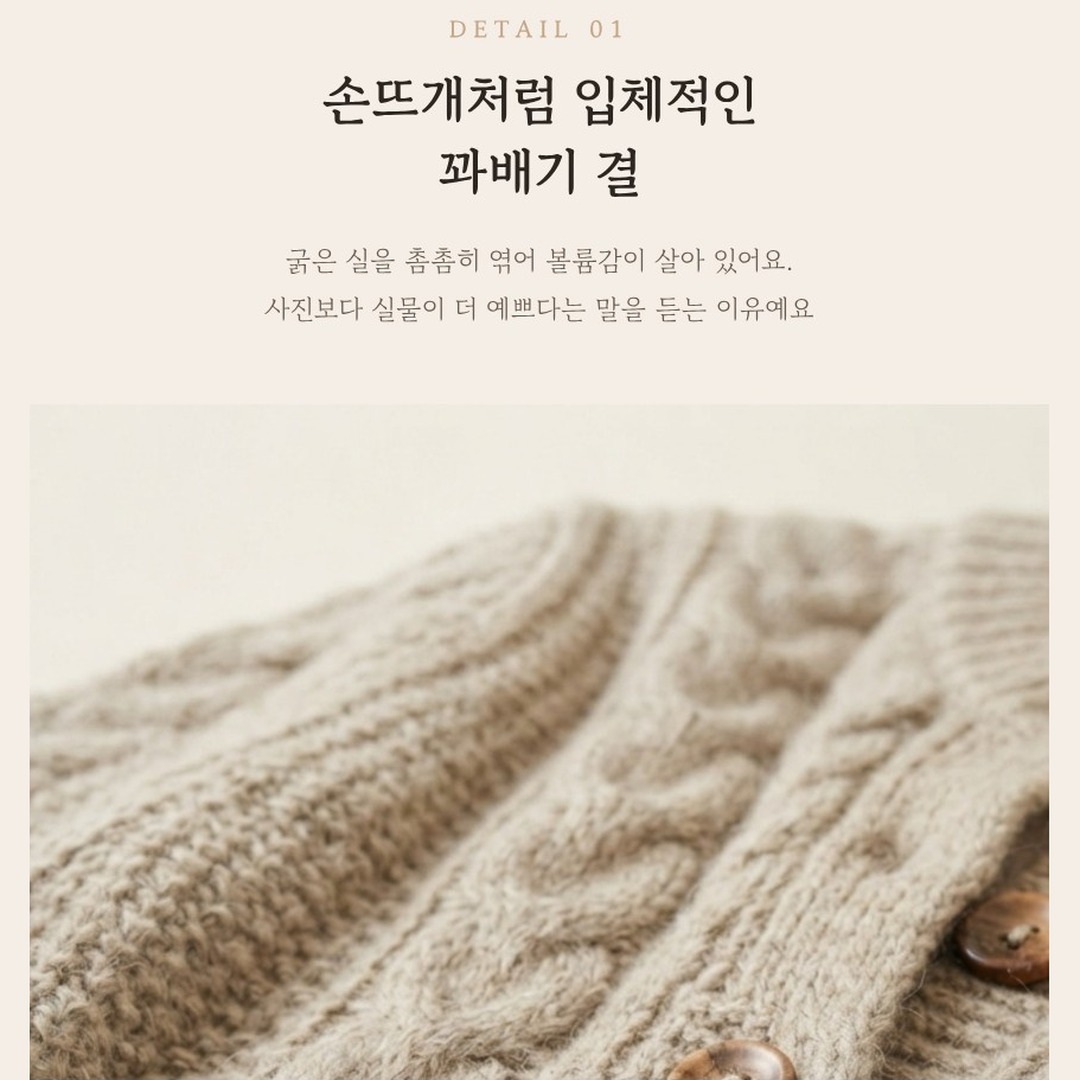 DETAIL 01
손뜨개처럼 입체적인
꽈배기 결
굵은 실을 촘촘히 엮어 볼륨감이 살아 있어요.
사진보다 실물이 더 예쁘다는 말을 듣는 이유예요